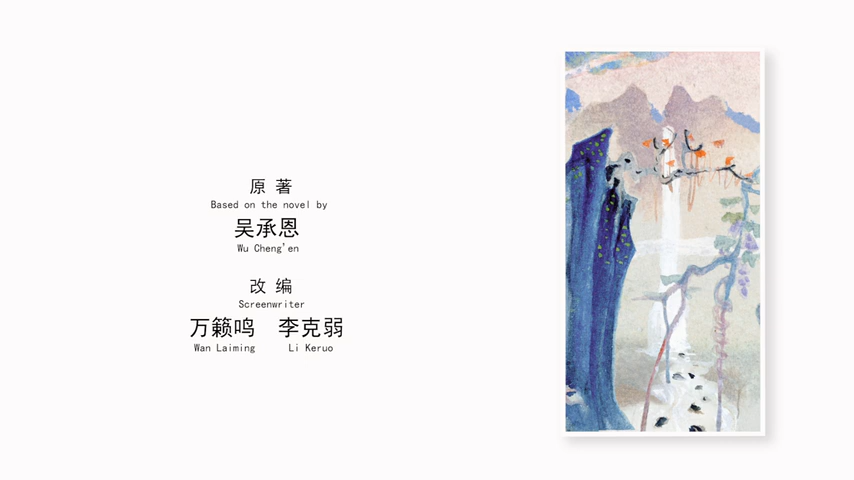 原 著
Based on the novel by
吴承恩
Wu Cheng'en
改 编
Screenwriter
万籁鸣 李克弱
Wan Laiming Li Keruo